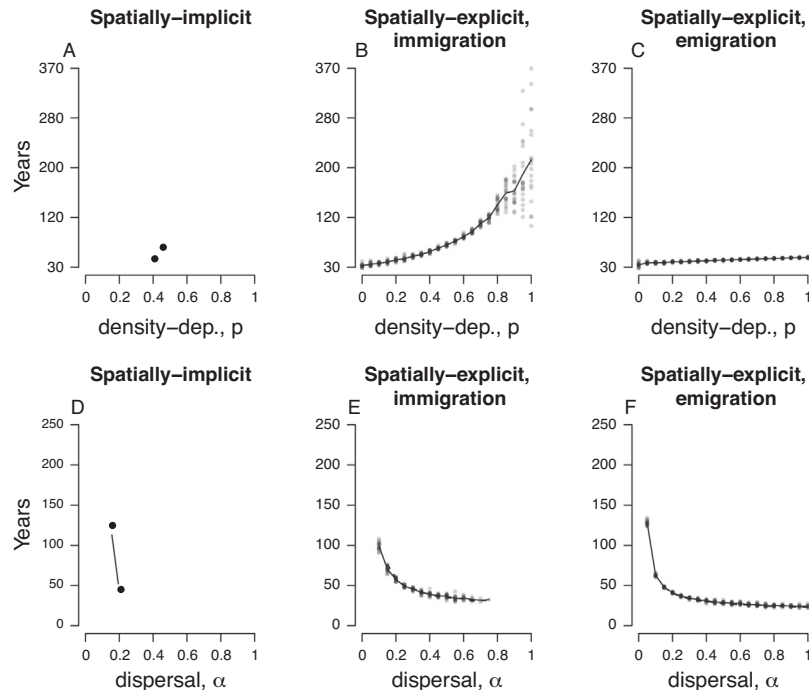 Spatially–implicit
Spatially–explicit,
immigration
Spatially–explicit,
emigration
A
B
C
Years
370
280
200
120
30
370
280
200
120
30
370
280
200
120
30
0 0.2 0.4 0.6 0.8 1
0 0.2 0.4 0.6 0.8 1
0 0.2 0.4 0.6 0.8 1
density–dep., p
density–dep., p
density–dep., p
Spatially–implicit
Spatially–explicit,
immigration
Spatially–explicit,
emigration
D
E
F
Years
250
200
150
100
50
0
250
200
150
100
50
0
250
200
150
100
50
0
0 0.2 0.4 0.6 0.8 1
0 0.2 0.4 0.6 0.8 1
0 0.2 0.4 0.6 0.8 1
dispersal, α
dispersal, α
dispersal, α